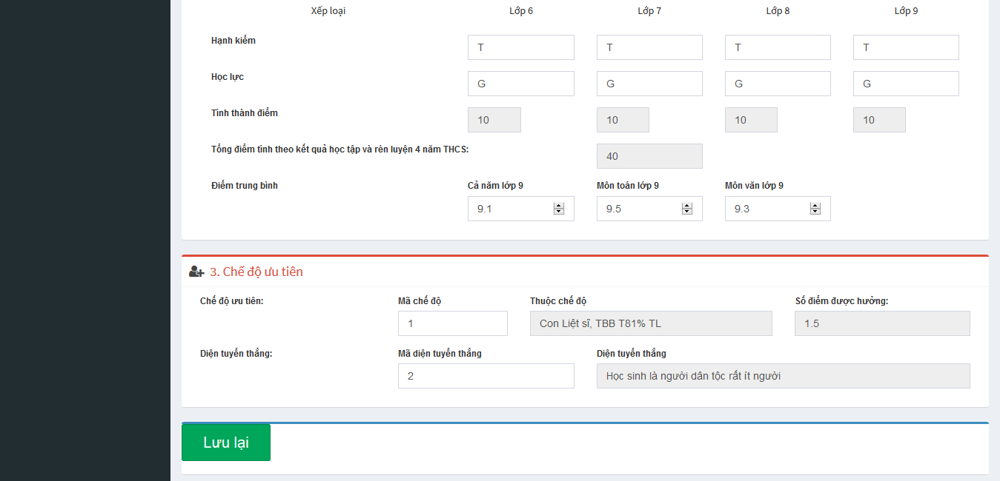 Xếp loại Lớp 6 Lớp 7 Lớp 8 Lớp 9
Hạnh kiểm T T T T
Học lực G G G G
Tính thành điểm 10 10 10 10
Tổng điểm tính theo kết quả học tập và rèn luyện 4 năm THCS: 40
Điểm trung bình Cả năm lớp 9 Môn toán lớp 9 Môn văn lớp 9
9.1 9.5 9.3
3. Chế độ ưu tiên
Chế độ ưu tiên: Mã chế độ Thuộc chế độ Số điểm được hưởng:
1 Con Liệt sĩ, TBB T81% TL 1.5
Diện tuyển thẳng: Mã diện tuyển thẳng Diện tuyển thẳng
2 Học sinh là người dân tộc rất ít người
Lưu lại